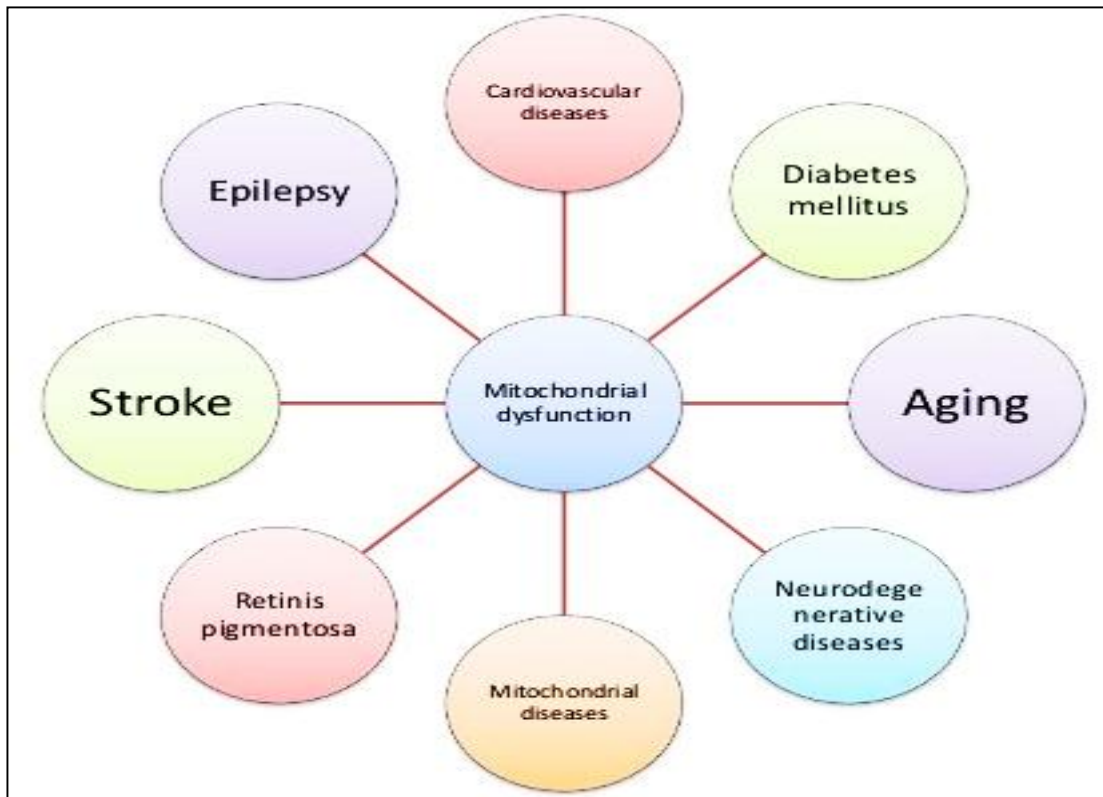 Cardiovascular
diseases
Epilepsy
Diabetes
mellitus
Stroke
Mitochondrial
dysfunction
Aging
Retinis
pigmentosa
Neurodege
nerative
diseases
Mitochondrial
diseases